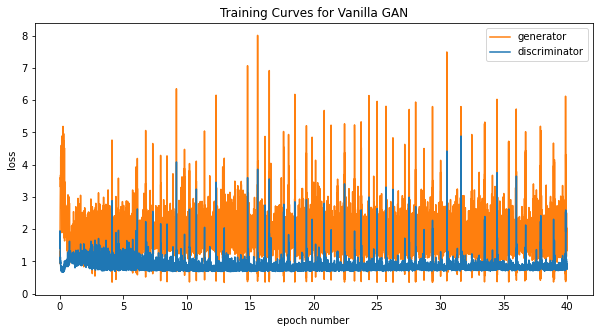 Training Curves for Vanilla GAN
generator
discriminator
loss
8
7
6
5
4
3
2
1
0
0 5 10 15 20 25 30 35 40
epoch number